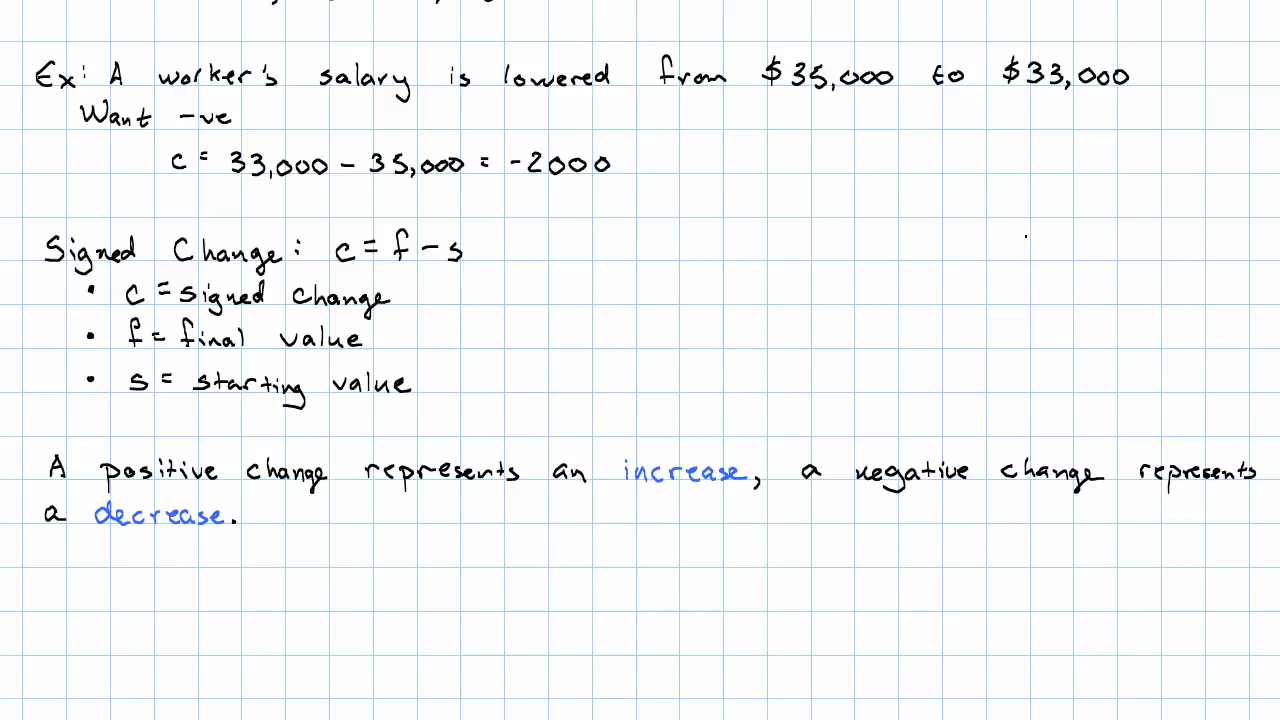 Ex: A worker's salary is lowered from $35,000 to $33,000
Want -ve
c = 33,000 - 35,000 = -2000
Signed Change: c = f - s
• c = signed change
• f = final value
• s = starting value
A positive change represents an increase, a negative change represents
a decrease.